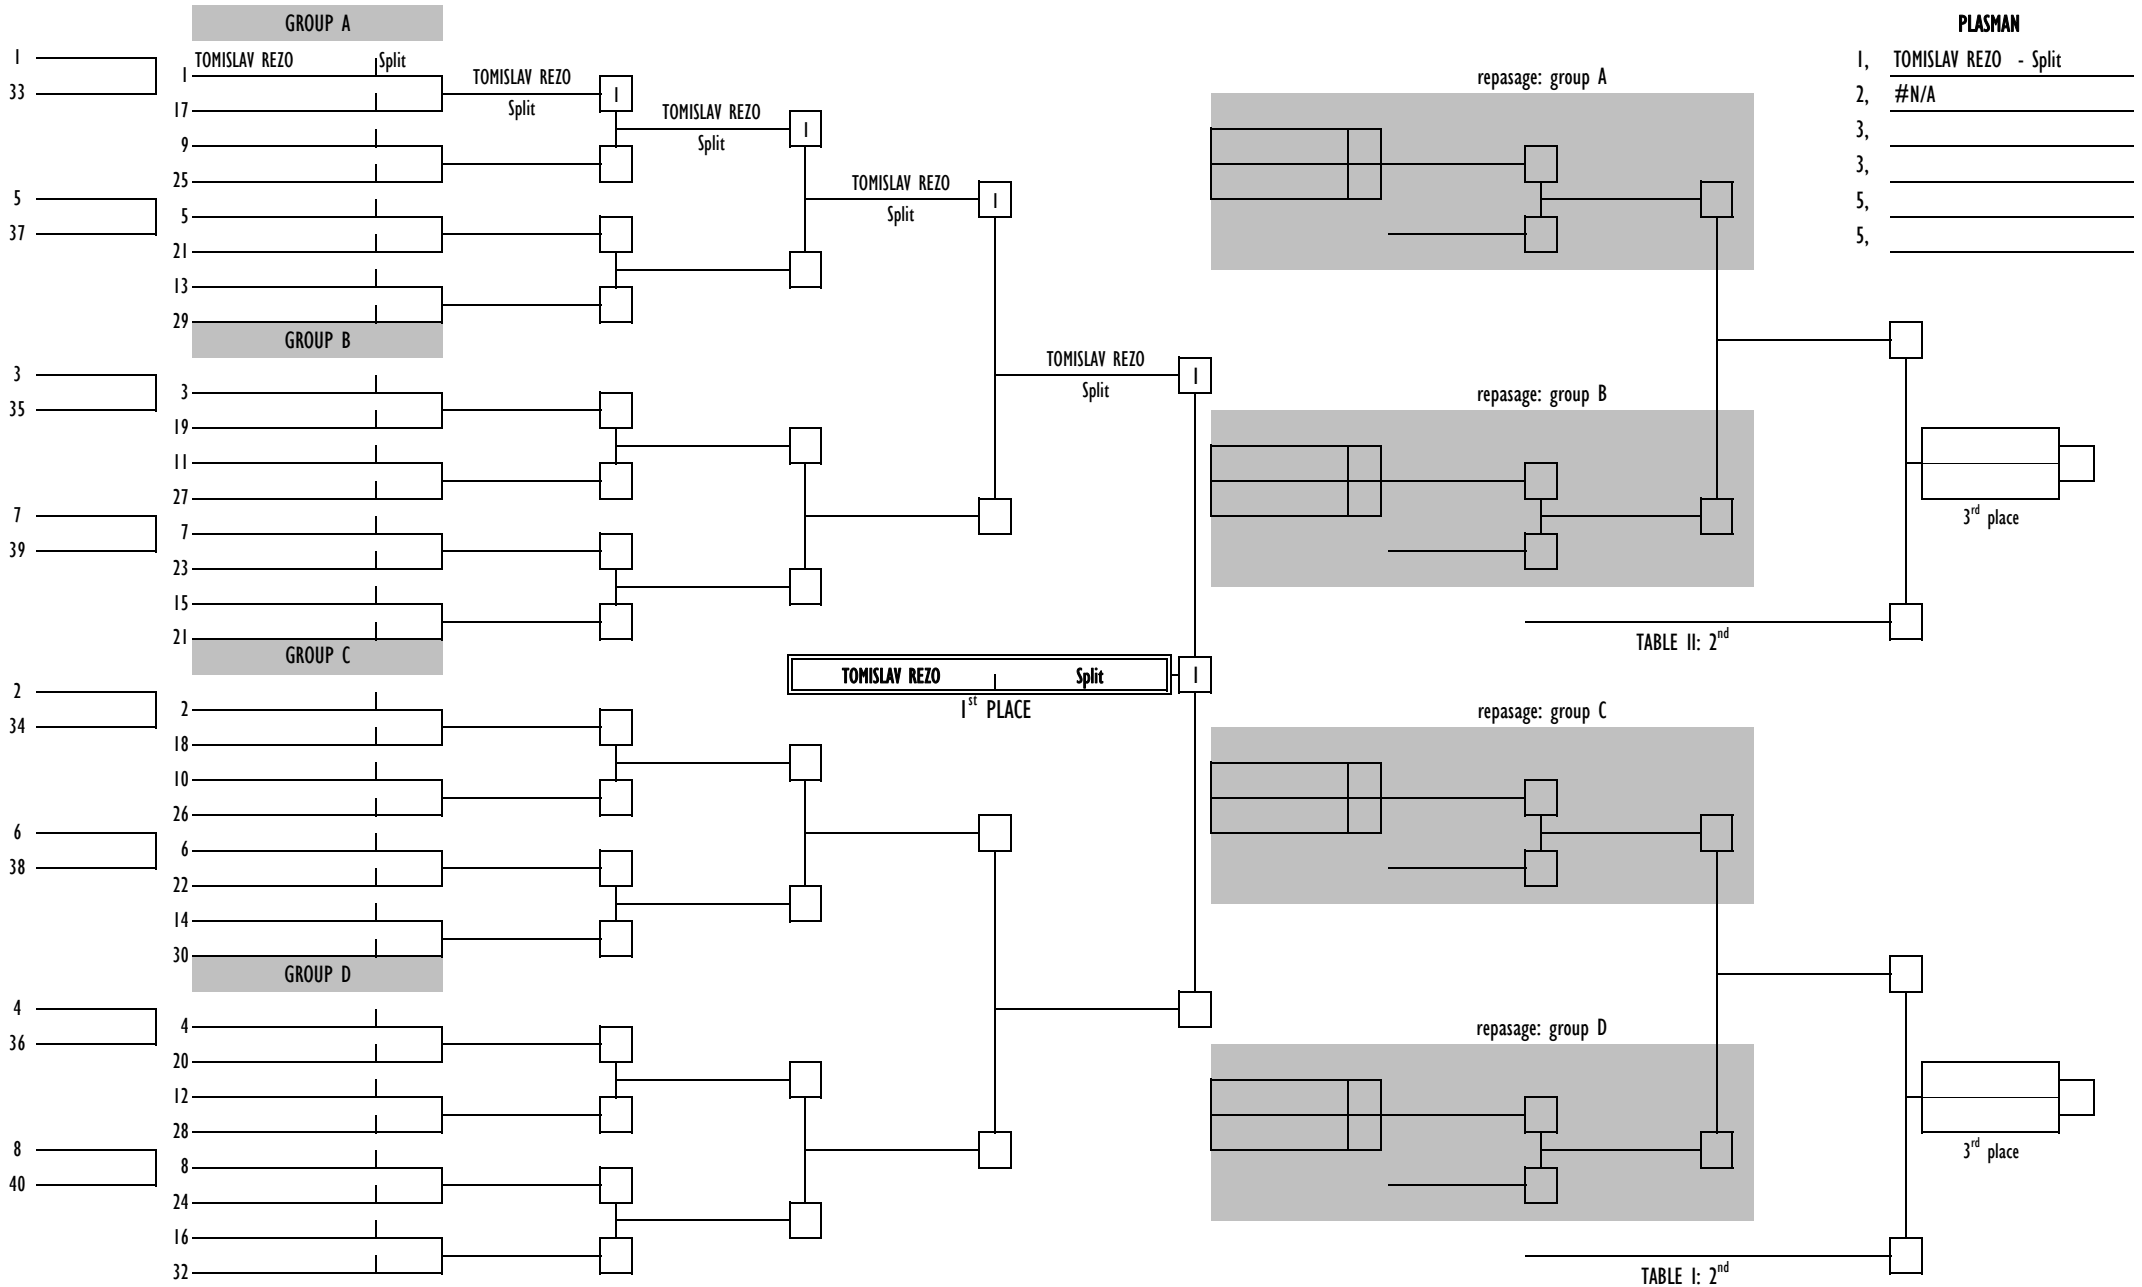 GROUP A
PLASMAN
1
33
1 TOMISLAV REZO Split
17
TOMISLAV REZO
Split
1
TOMISLAV REZO
Split
1
9
25
TOMISLAV REZO
Split
1
5
37
5
21
13
29
repasage: group A
1, TOMISLAV REZO - Split
2, #N/A
3,
3,
5,
5,
GROUP B
3
35
3
19
11
27
TOMISLAV REZO
Split
1
7
39
7
23
15
21
repasage: group B
3rd place
TABLE II: 2nd
GROUP C
TOMISLAV REZO Split
1
1st PLACE
2
34
2
18
10
26
6
38
6
22
14
30
repasage: group C
GROUP D
4
36
4
20
12
28
8
40
8
24
16
32
repasage: group D
3rd place
TABLE I: 2nd